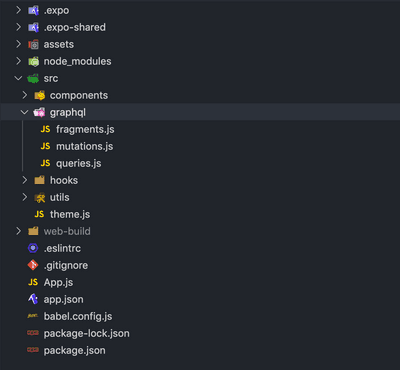 .expo
.expo-shared
assets
node_modules
src
components
graphql
JS fragments.js
JS mutations.js
JS queries.js
hooks
utils
JS theme.js
web-build
.eslintrc
.gitignore
JS App.js
app.json
babel.config.js
package-lock.json
package.json